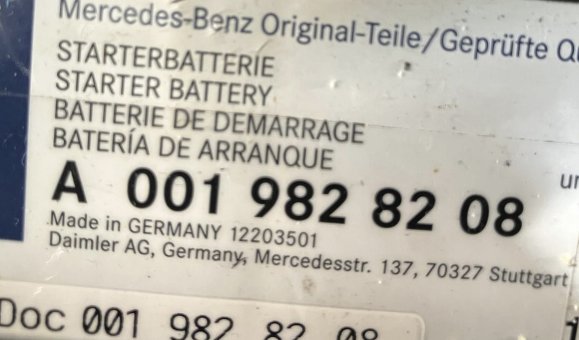 Mercedes-Benz Original-Teile/Geprüfte
STARTERBATTERIE
STARTER BATTERY
BATTERIE DE DEMARRAGE
BATERÍA DE ARRANQUE
A 001 982 82 08
Made in GERMANY 12203501
Daimler AG, Germany, Mercedesstr. 137, 70327 Stuttgart
Doc 001 982 82 08